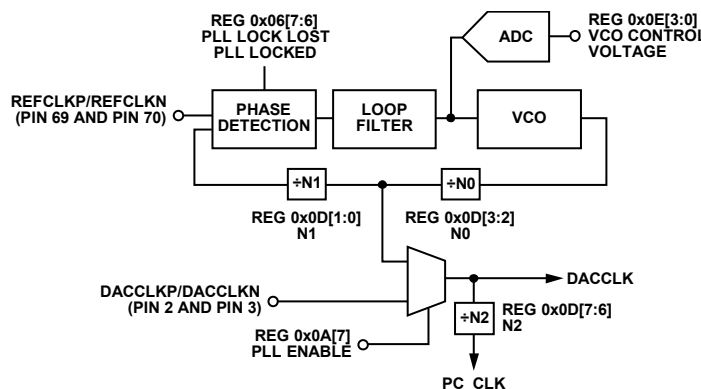 REG 0x06[7:6]
PLL LOCK LOST
PLL LOCKED
ADC
REG 0x0E[3:0]
VCO CONTROL
VOLTAGE
REFCLKP/REFCLKN
(PIN 69 AND PIN 70)
PHASE
DETECTION
LOOP
FILTER
VCO
÷N1
÷N0
REG 0x0D[1:0]
N1
REG 0x0D[3:2]
N0
DACCLKP/DACCLKN
(PIN 2 AND PIN 3)
DACCLK
÷N2
REG 0x0D[7:6]
N2
REG 0x0A[7]
PLL ENABLE
PC_CLK